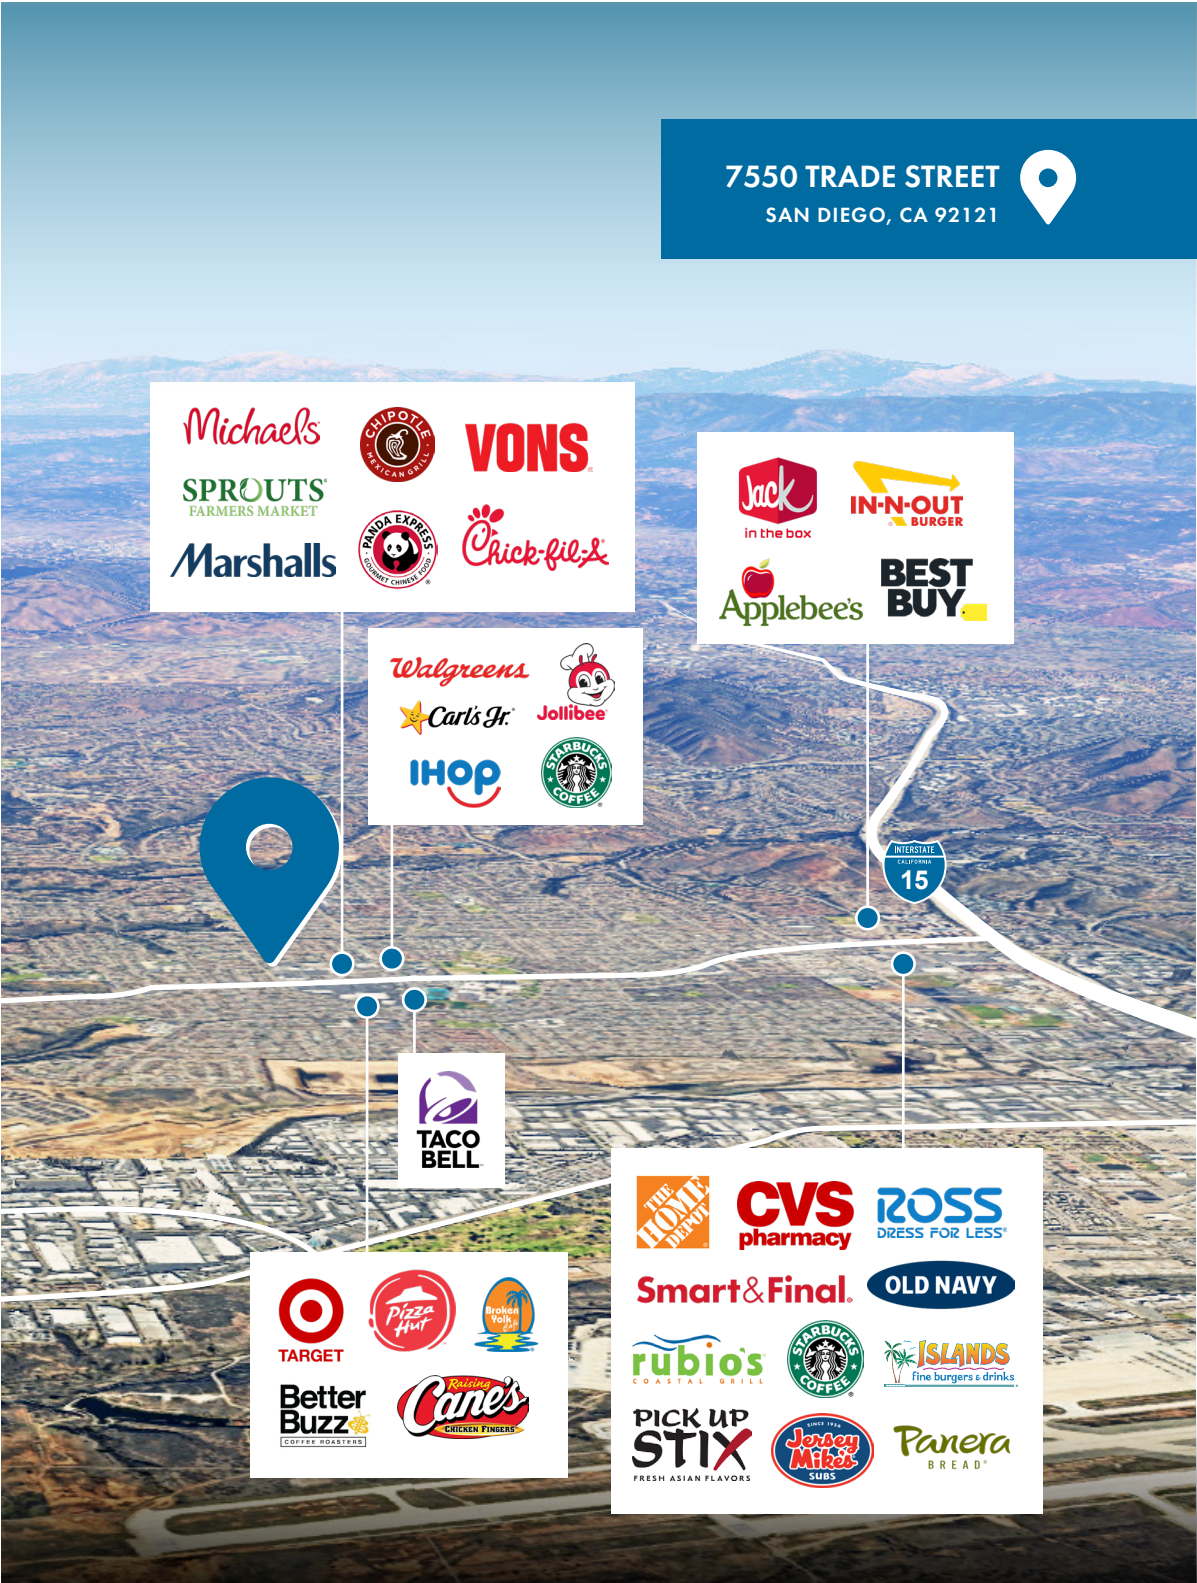 7550 TRADE STREET
SAN DIEGO, CA 92121
Michaels
CHIPOTLE
MEXICAN GRILL
VONS
SPROUTS
FARMERS MARKET
PANDA EXPRESS
GOURMET CHINESE FOOD
Chick-fil-A
Marshalls
Jack
in the box
IN-N-OUT
BURGER
Applebee's
BEST
BUY
Walgreens
Jollibee
Carl's Jr.
IHOP
STARBUCKS
COFFEE
INTERSTATE
CALIFORNIA
15
TACO
BELL
TARGET
Pizza
Hut
Broken
Yolk
Café
Better
Buzz
COFFEE ROASTERS
Raising
Cane's
CHICKEN FINGERS
THE
HOME
DEPOT
CVS
pharmacy
ROSS
DRESS FOR LESS
Smart&Final.
OLD NAVY
rubio's
COASTAL GRILL
STARBUCKS
COFFEE
ISLANDS
fine burgers & drinks
PICK UP
STIX
FRESH ASIAN FLAVORS
SINCE 1956
Jersey
Mike's
SUBS
Panera
BREAD